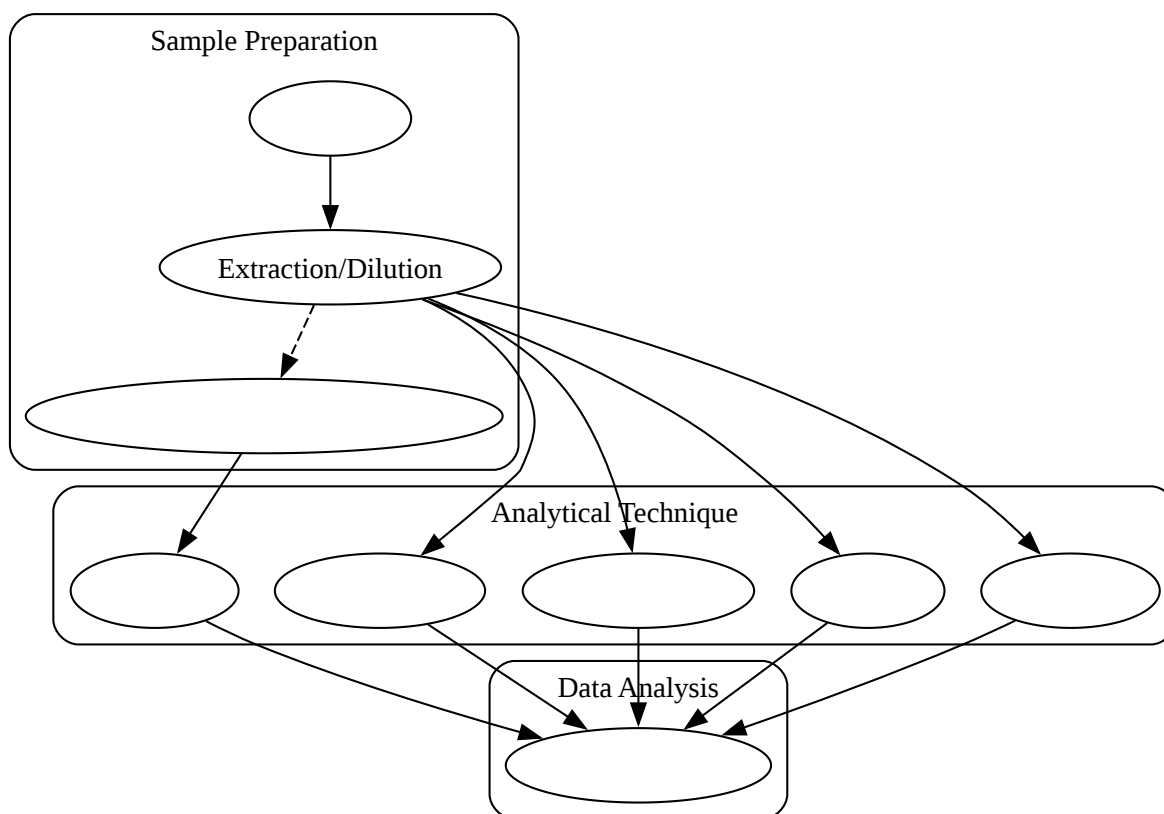 Sample Preparation
Extraction/Dilution
Analytical Technique
Data Analysis